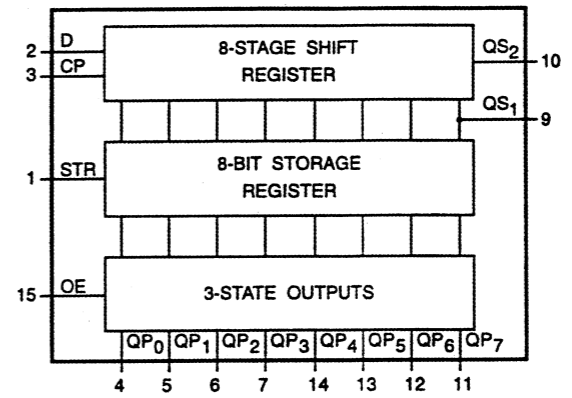 2 D
3 CP
8-STAGE SHIFT
REGISTER
QS2 10
QS1 9
1 STR
8-BIT STORAGE
REGISTER
15 OE
3-STATE OUTPUTS
QP0 QP1 QP2 QP3 QP4 QP5 QP6 QP7
4 5 6 7 14 13 12 11